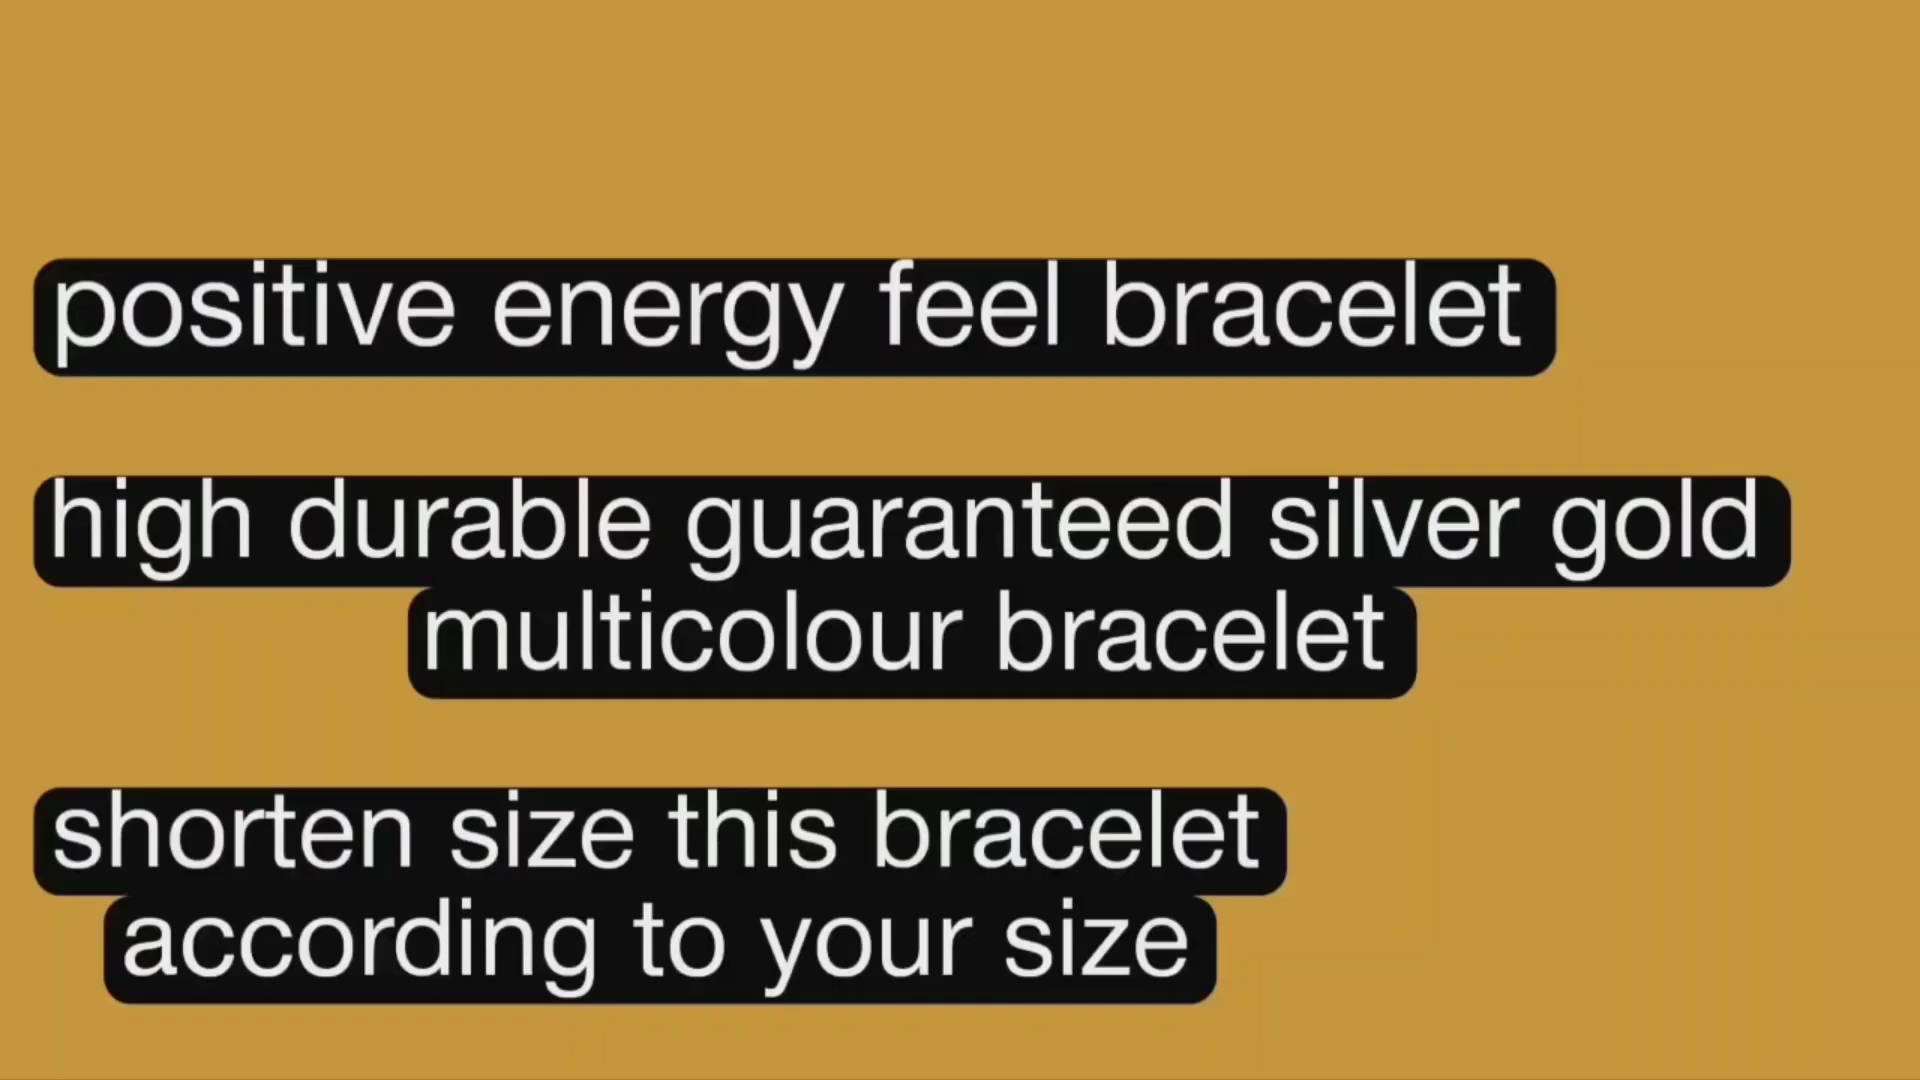 positive energy feel bracelet
high durable guaranteed silver gold
multicolour bracelet
shorten size this bracelet
according to your size